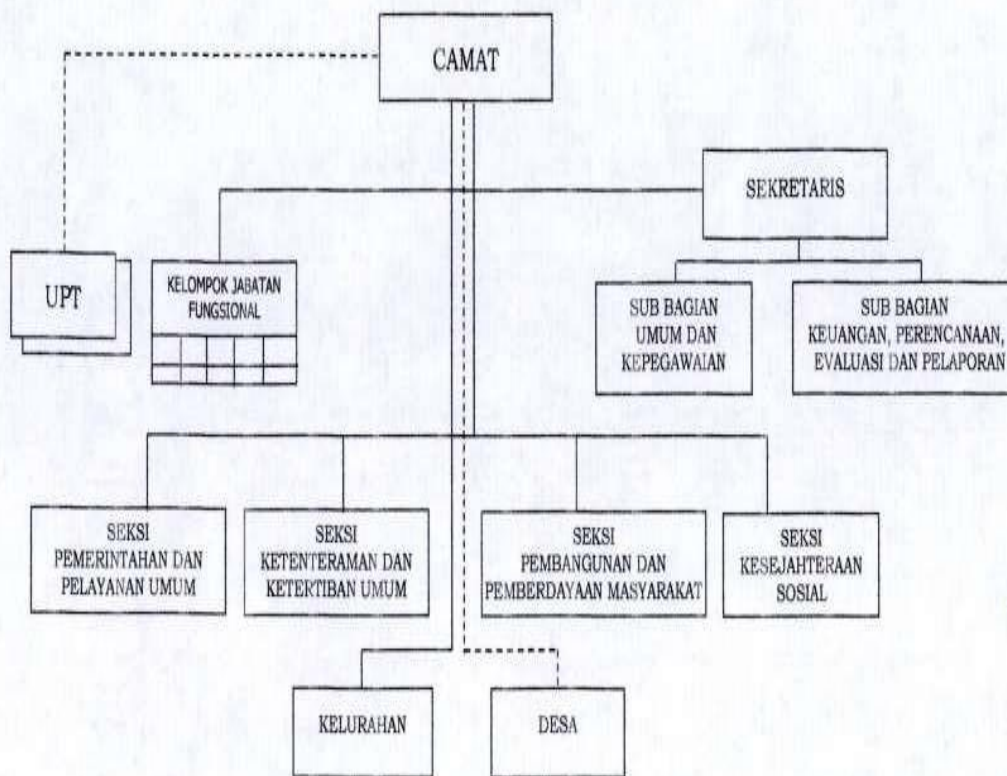 CAMAT
SEKRETARIS
UPT
KELOMPOK JABATAN
FUNGSIONAL
SUB BAGIAN
UMUM DAN
KEPEGAWAIAN
SUB BAGIAN
KEUANGAN, PERENCANAAN,
EVALUASI DAN PELAPORAN
SEKSI
PEMERINTAHAN DAN
PELAYANAN UMUM
SEKSI
KETENTERAMAN DAN
KETERTIBAN UMUM
SEKSI
PEMBANGUNAN DAN
PEMBERDAYAAN MASYARAKAT
SEKSI
KESEJAHTERAAN
SOSIAL
KELURAHAN
DESA